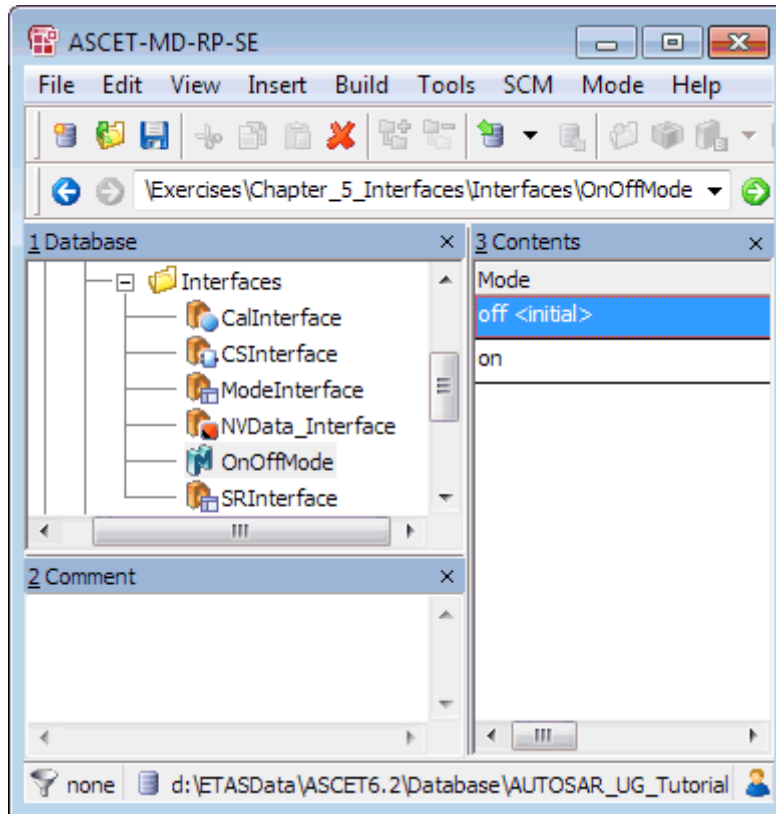 ASCET-MD-RP-SE
File Edit View Insert Build Tools SCM Mode Help
\Exercises\Chapter_5_Interfaces\Interfaces\OnOffMode
1 Database
Interfaces
CalInterface
CSInterface
ModeInterface
NVData_Interface
OnOffMode
SRInterface
2 Comment
3 Contents
Mode
off <initial>
on
none d:\ETASData\ASCET6.2\Database\AUTOSAR_UG_Tutorial